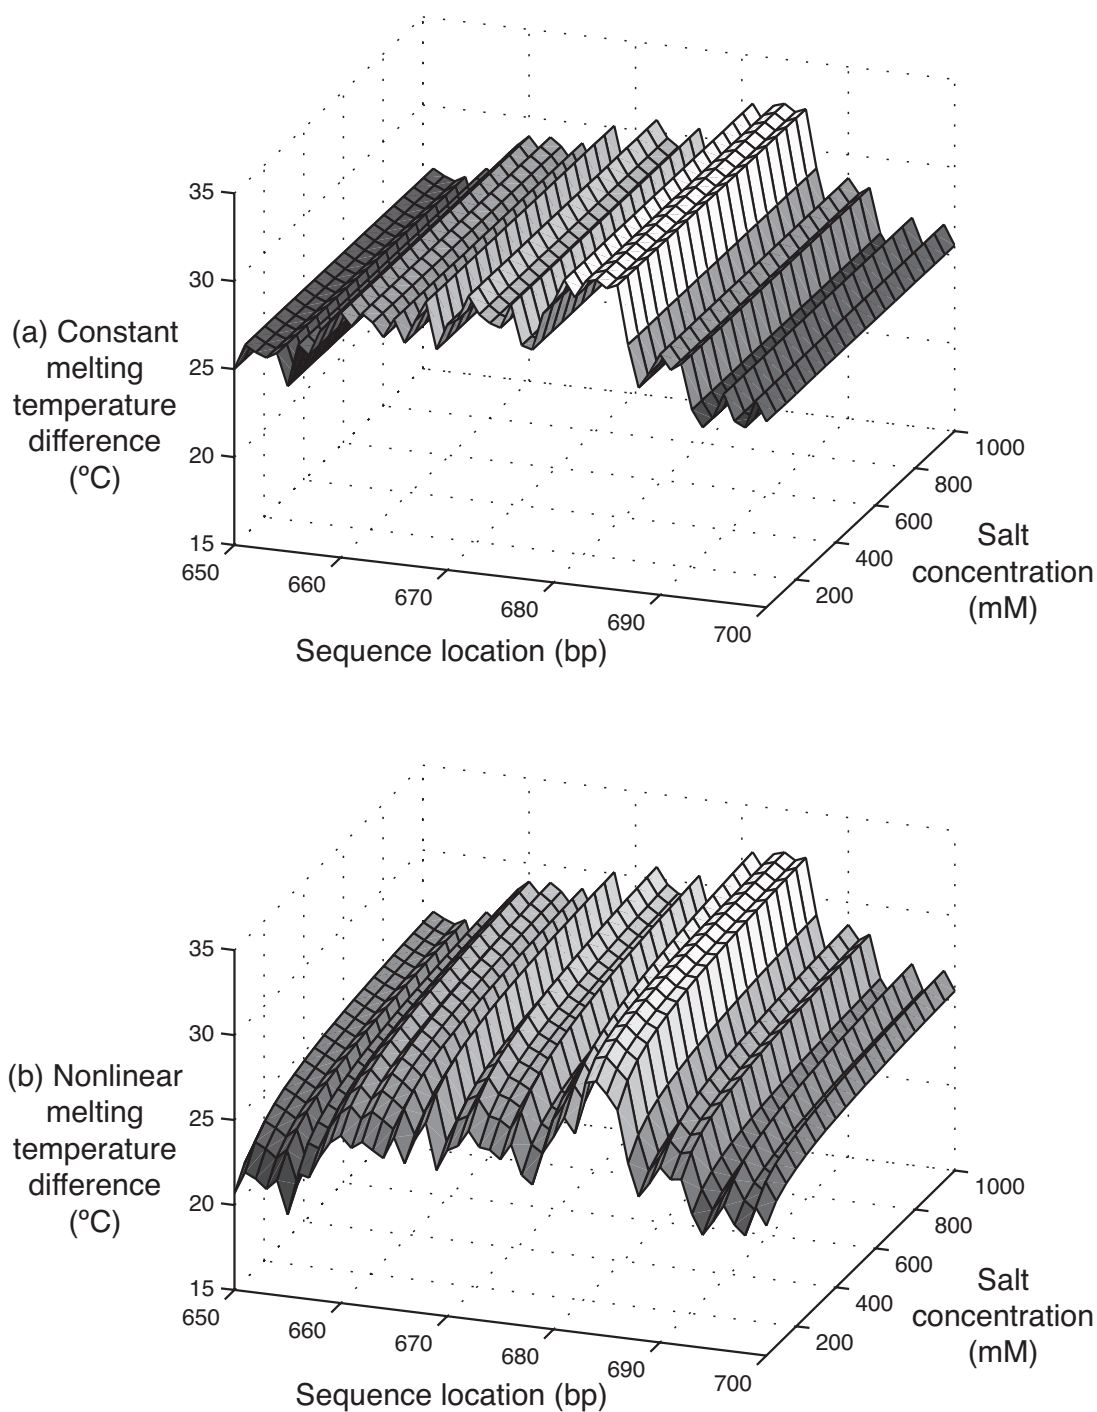 35
30
25
20
15
(a) Constant
melting
temperature
difference
(ºC)
650
660
670
680
690
700
Sequence location (bp)
200
400
600
800
1000
Salt
concentration
(mM)
35
30
25
20
15
(b) Nonlinear
melting
temperature
difference
(ºC)
650
660
670
680
690
700
Sequence location (bp)
200
400
600
800
1000
Salt
concentration
(mM)